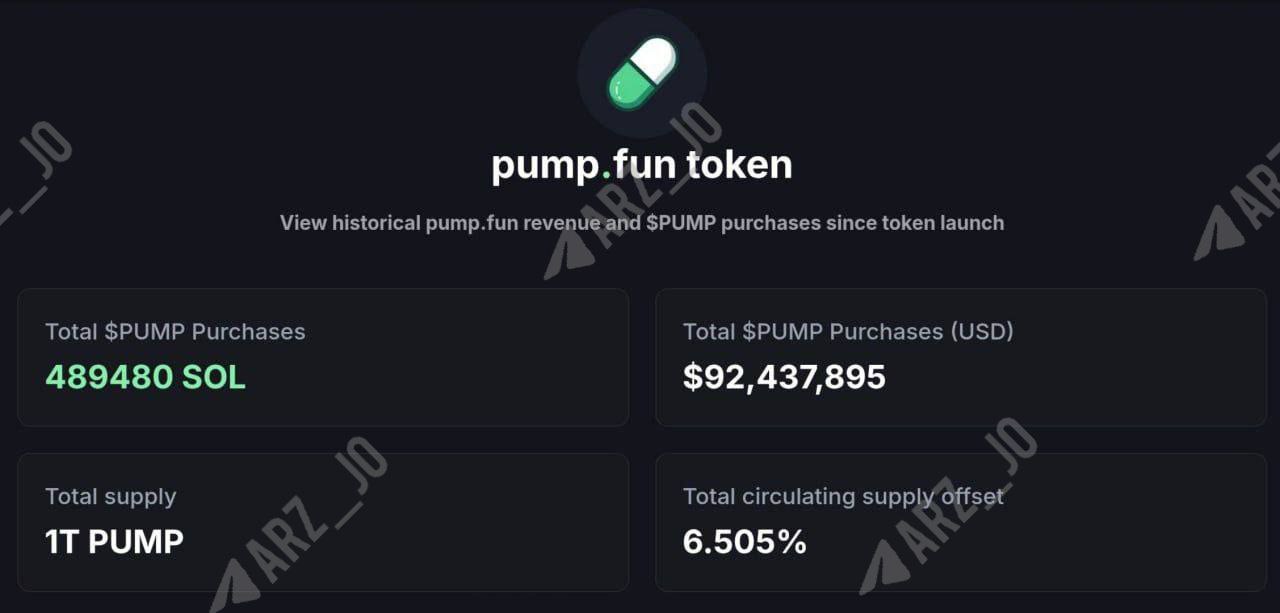 pump.fun token
View historical pump.fun revenue and $PUMP purchases since token launch
Total $PUMP Purchases
489480 SOL
Total $PUMP Purchases (USD)
$92,437,895
Total supply
1T PUMP
Total circulating supply offset
6.505%
ARZ_JO
ARZ_JO
ARZ_JO